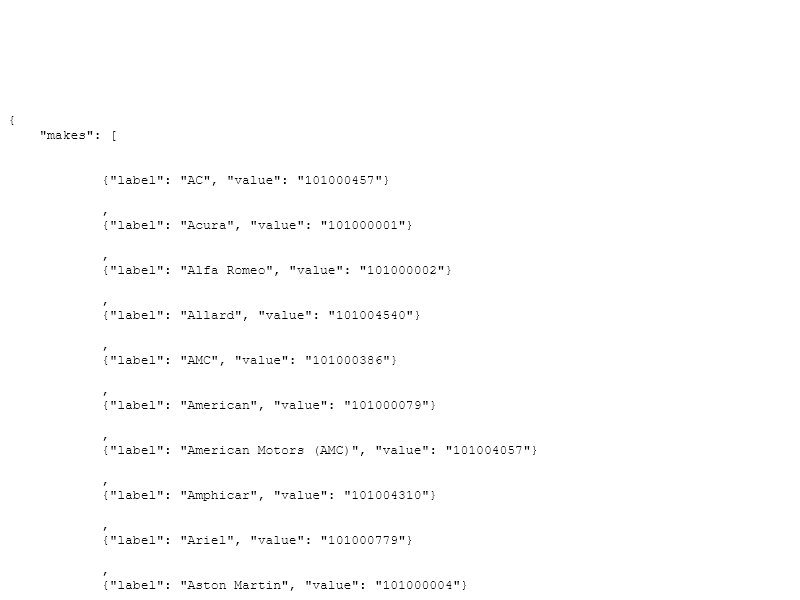 {
    "makes": [
            {"label": "AC", "value": "101000457"}
            ,
            {"label": "Acura", "value": "101000001"}
            ,
            {"label": "Alfa Romeo", "value": "101000002"}
            ,
            {"label": "Allard", "value": "101004540"}
            ,
            {"label": "AMC", "value": "101000386"}
            ,
            {"label": "American", "value": "101000079"}
            ,
            {"label": "American Motors (AMC)", "value": "101004057"}
            ,
            {"label": "Amphicar", "value": "101004310"}
            ,
            {"label": "Ariel", "value": "101000779"}
            ,
            {"label": "Aston Martin", "value": "101000004"}